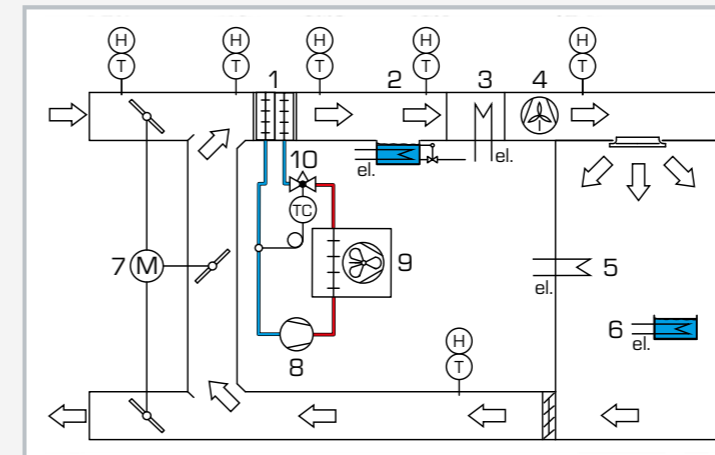 H H H H H
T T T T T
1 2 3 4
10
el. el.
TC
7 M 9 5
el.
6
H
el.
T
8